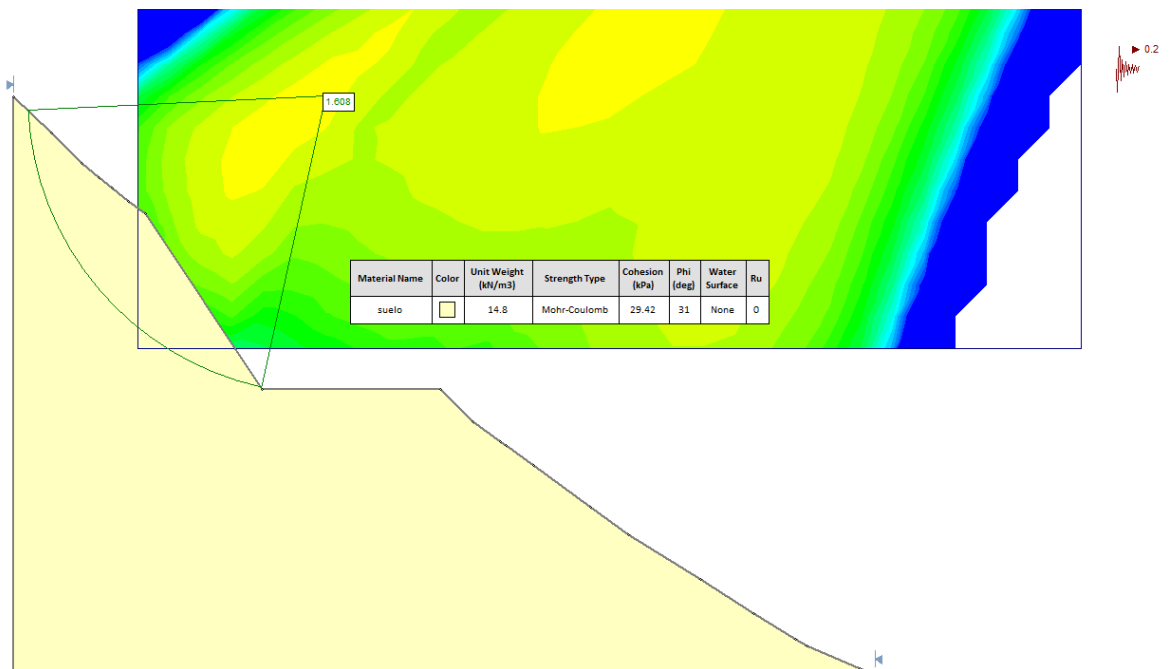 0.2
1.608
Material Name Color Unit Weight (kN/m3) Strength Type Cohesion (kPa) Phi (deg) Water Surface Ru
suelo 14.8 Mohr-Coulomb 29.42 31 None 0